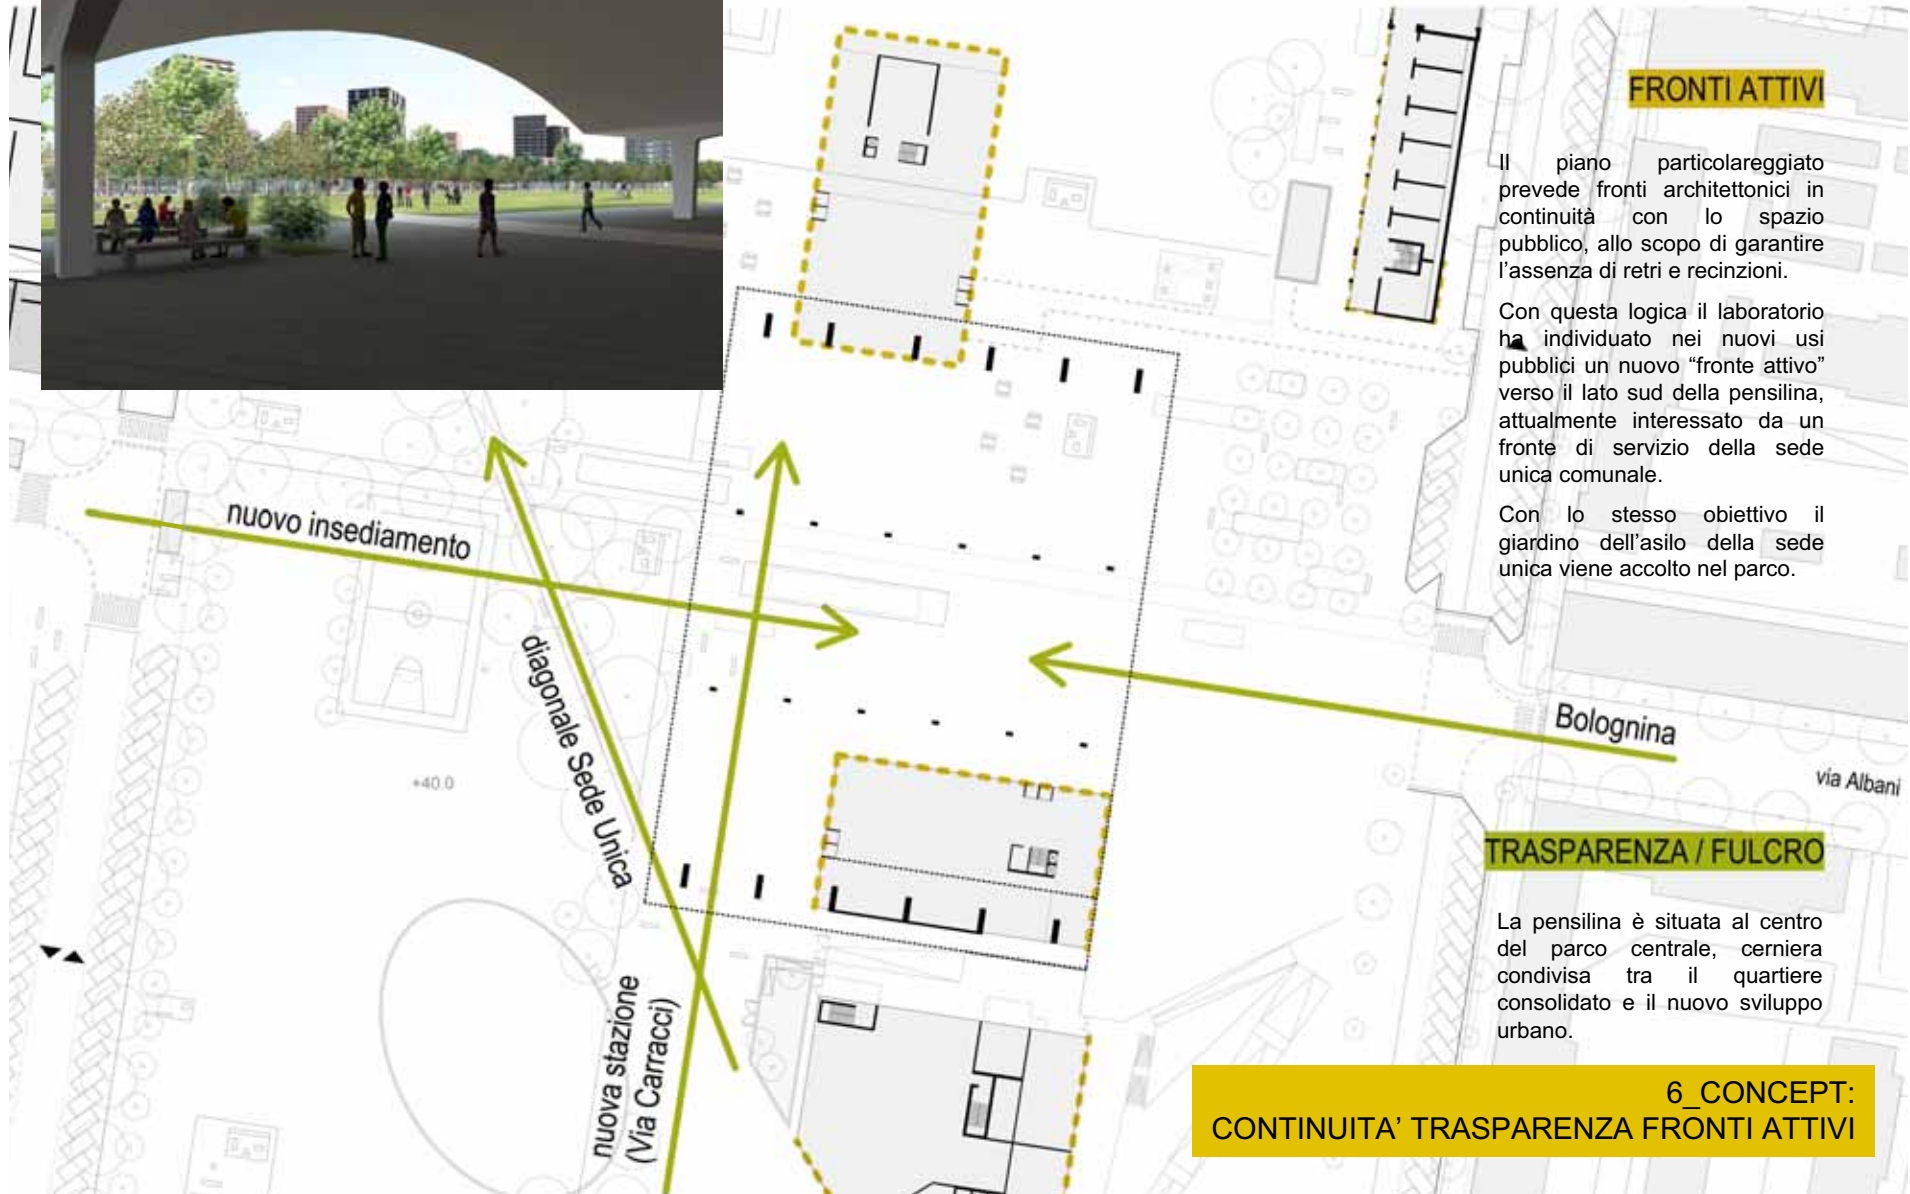 FRONTI ATTIVI
Il piano particolareggiato
prevede fronti architettonici in
continuità con lo spazio
pubblico, allo scopo di garantire
l'assenza di retri e recinzioni.
Con questa logica il laboratorio
ha individuato nei nuovi usi
pubblici un nuovo “fronte attivo”
verso il lato sud della pensilina,
attualmente interessato da un
fronte di servizio della sede
unica comunale.
Con lo stesso obiettivo il
giardino dell'asilo della sede
unica viene accolto nel parco.
nuovo insediamento
diagonale Sede Unica
Bolognina
via Albani
+40.0
nuova stazione
(Via Carracci)
TRASPARENZA / FULCRO
La pensilina è situata al centro
del parco centrale, cerniera
condivisa tra il quartiere
consolidato e il nuovo sviluppo
urbano.
6_CONCEPT:
CONTINUITA' TRASPARENZA FRONTI ATTIVI